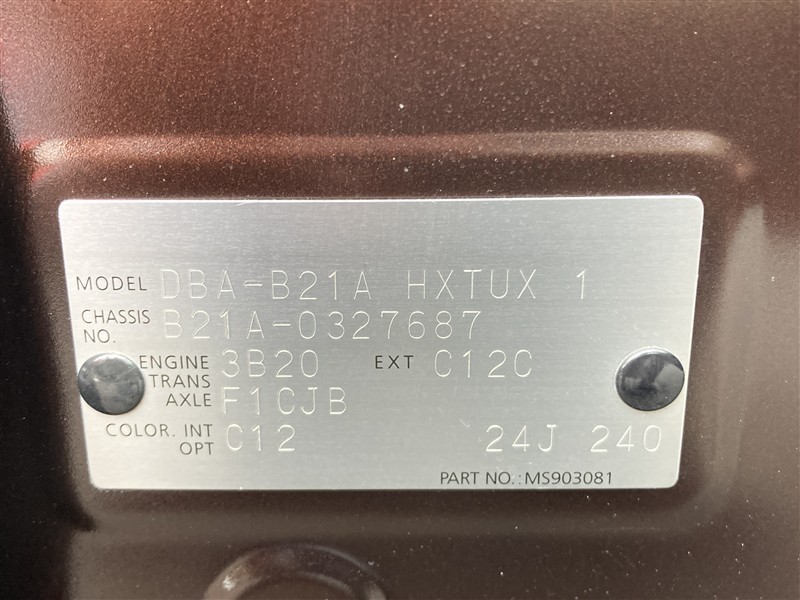 MODEL DBA-B21A HXTUX 1
CHASSIS NO. B21A-0327687
ENGINE 3B20 EXT C12C
TRANS AXLE F1CJB
COLOR. INT OPT C12 24J 240
PART NO.: MS903081